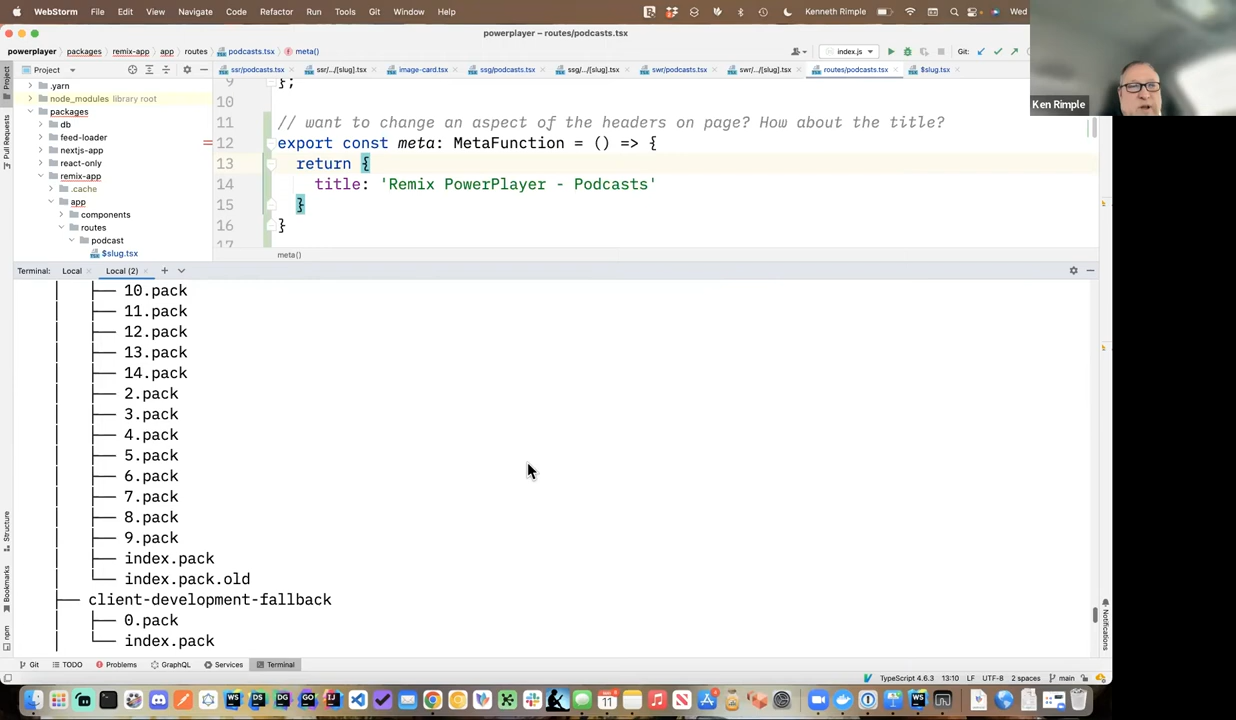 WebStorm File Edit View Navigate Code Refactor Run Tools Git Window Help Kenneth Rimple Wed
powerplayer – routes/podcasts.tsx
powerplayer packages remix-app app routes podcasts.tsx meta() index.js Git:
Project ssr/podcasts.tsx ssr/.../[slug].tsx image-card.tsx ssg/podcasts.tsx ssg/.../[slug].tsx swr/podcasts.tsx swr/.../[slug].tsx routes/podcasts.tsx $slug.tsx
Project
Pull Requests
.yarn
node_modules library root
packages
db
feed-loader
nextjs-app
react-only
remix-app
.cache
app
components
routes
podcast
$slug.tsx
9 };
10
11 // want to change an aspect of the headers on page? How about the title?
12 export const meta: MetaFunction = () => {
13 return {
14 title: 'Remix PowerPlayer - Podcasts'
15 }
16 }
17
meta()
Ken Rimple
Terminal: Local Local (2)
├── 10.pack
├── 11.pack
├── 12.pack
├── 13.pack
├── 14.pack
├── 2.pack
├── 3.pack
├── 4.pack
├── 5.pack
├── 6.pack
├── 7.pack
├── 8.pack
├── 9.pack
├── index.pack
└── index.pack.old
├── client-development-fallback
├── 0.pack
└── index.pack
Structure
Bookmarks
npm
Notifications
Git TODO Problems GraphQL Services Terminal
TypeScript 4.6.3 13:10 LF UTF-8 2 spaces main